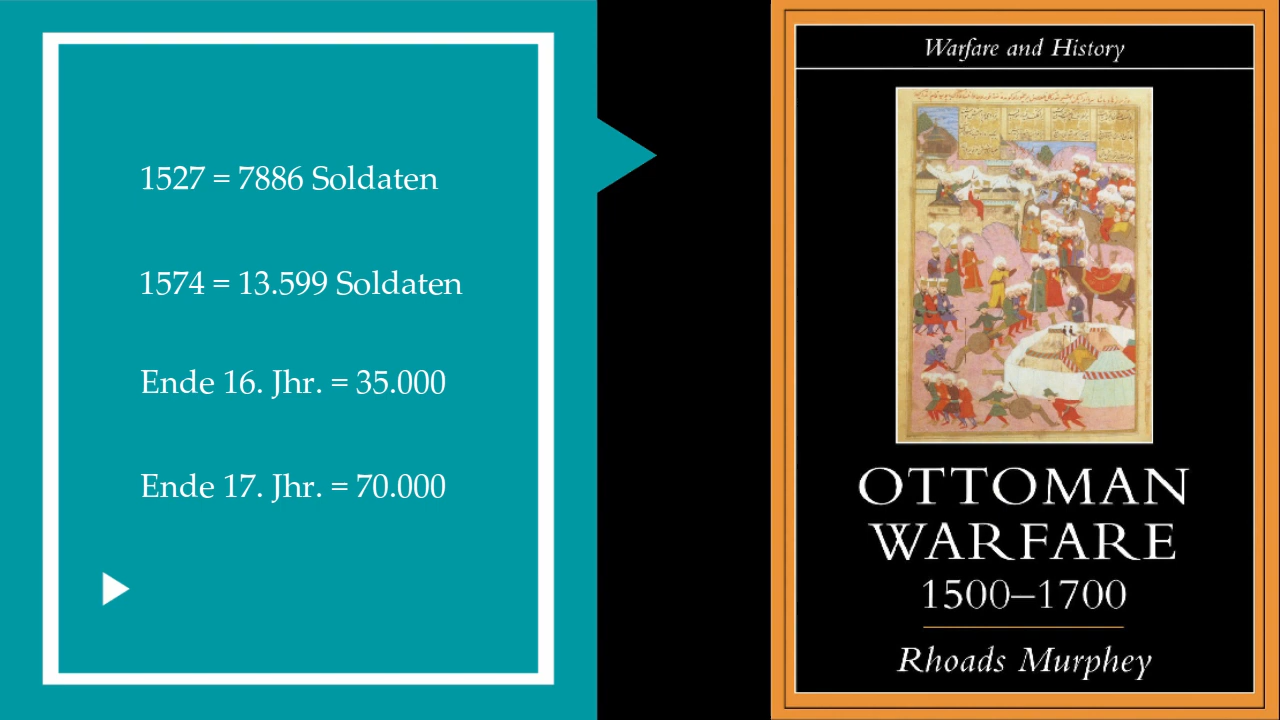 1527 = 7886 Soldaten
1574 = 13.599 Soldaten
Ende 16. Jhr. = 35.000
Ende 17. Jhr. = 70.000
Warfare and History
OTTOMAN
WARFARE
1500–1700
Rhoads Murphey